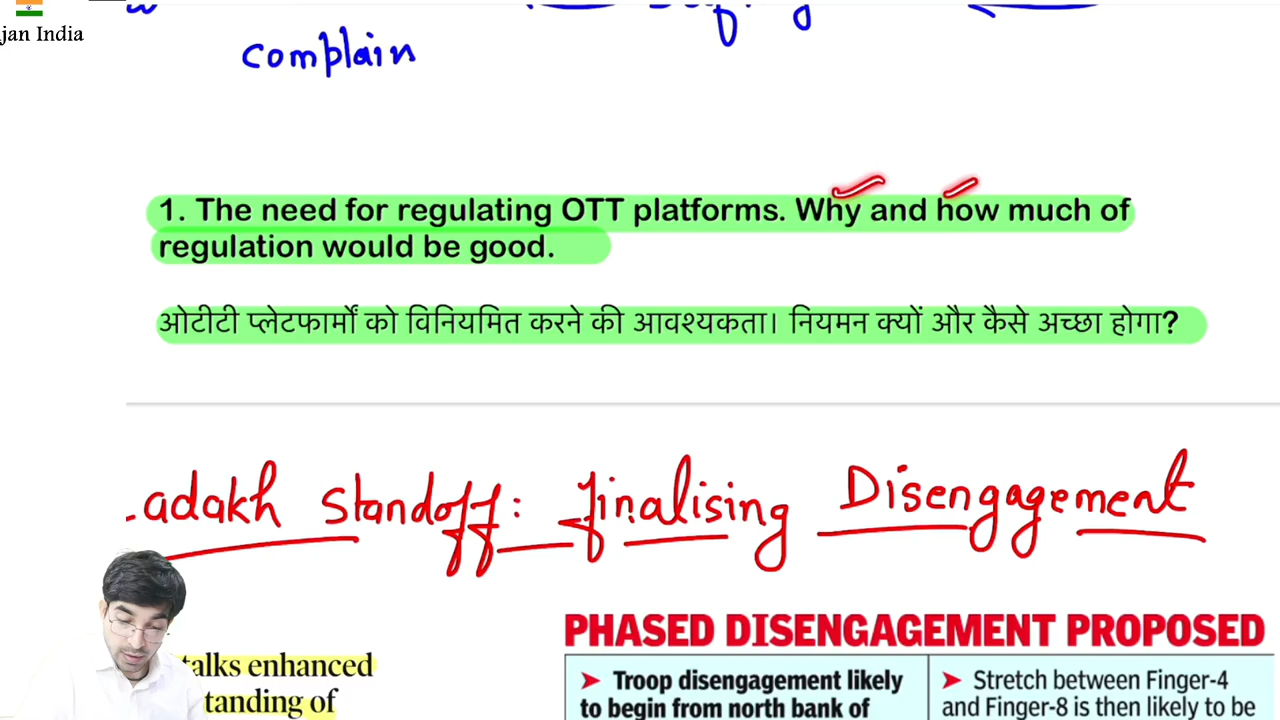 jan India
complain
1. The need for regulating OTT platforms. Why and how much of
regulation would be good.
ओटीटी प्लेटफार्मों को विनियमित करने की आवश्यकता। नियमन क्यों और कैसे अच्छा होगा?
adakh standoff: finalising Disengagement
PHASED DISENGAGEMENT PROPOSED
talks enhanced
tanding of
➤ Troop disengagement likely
to begin from north bank of
➤ Stretch between Finger-4
and Finger-8 is then likely to be